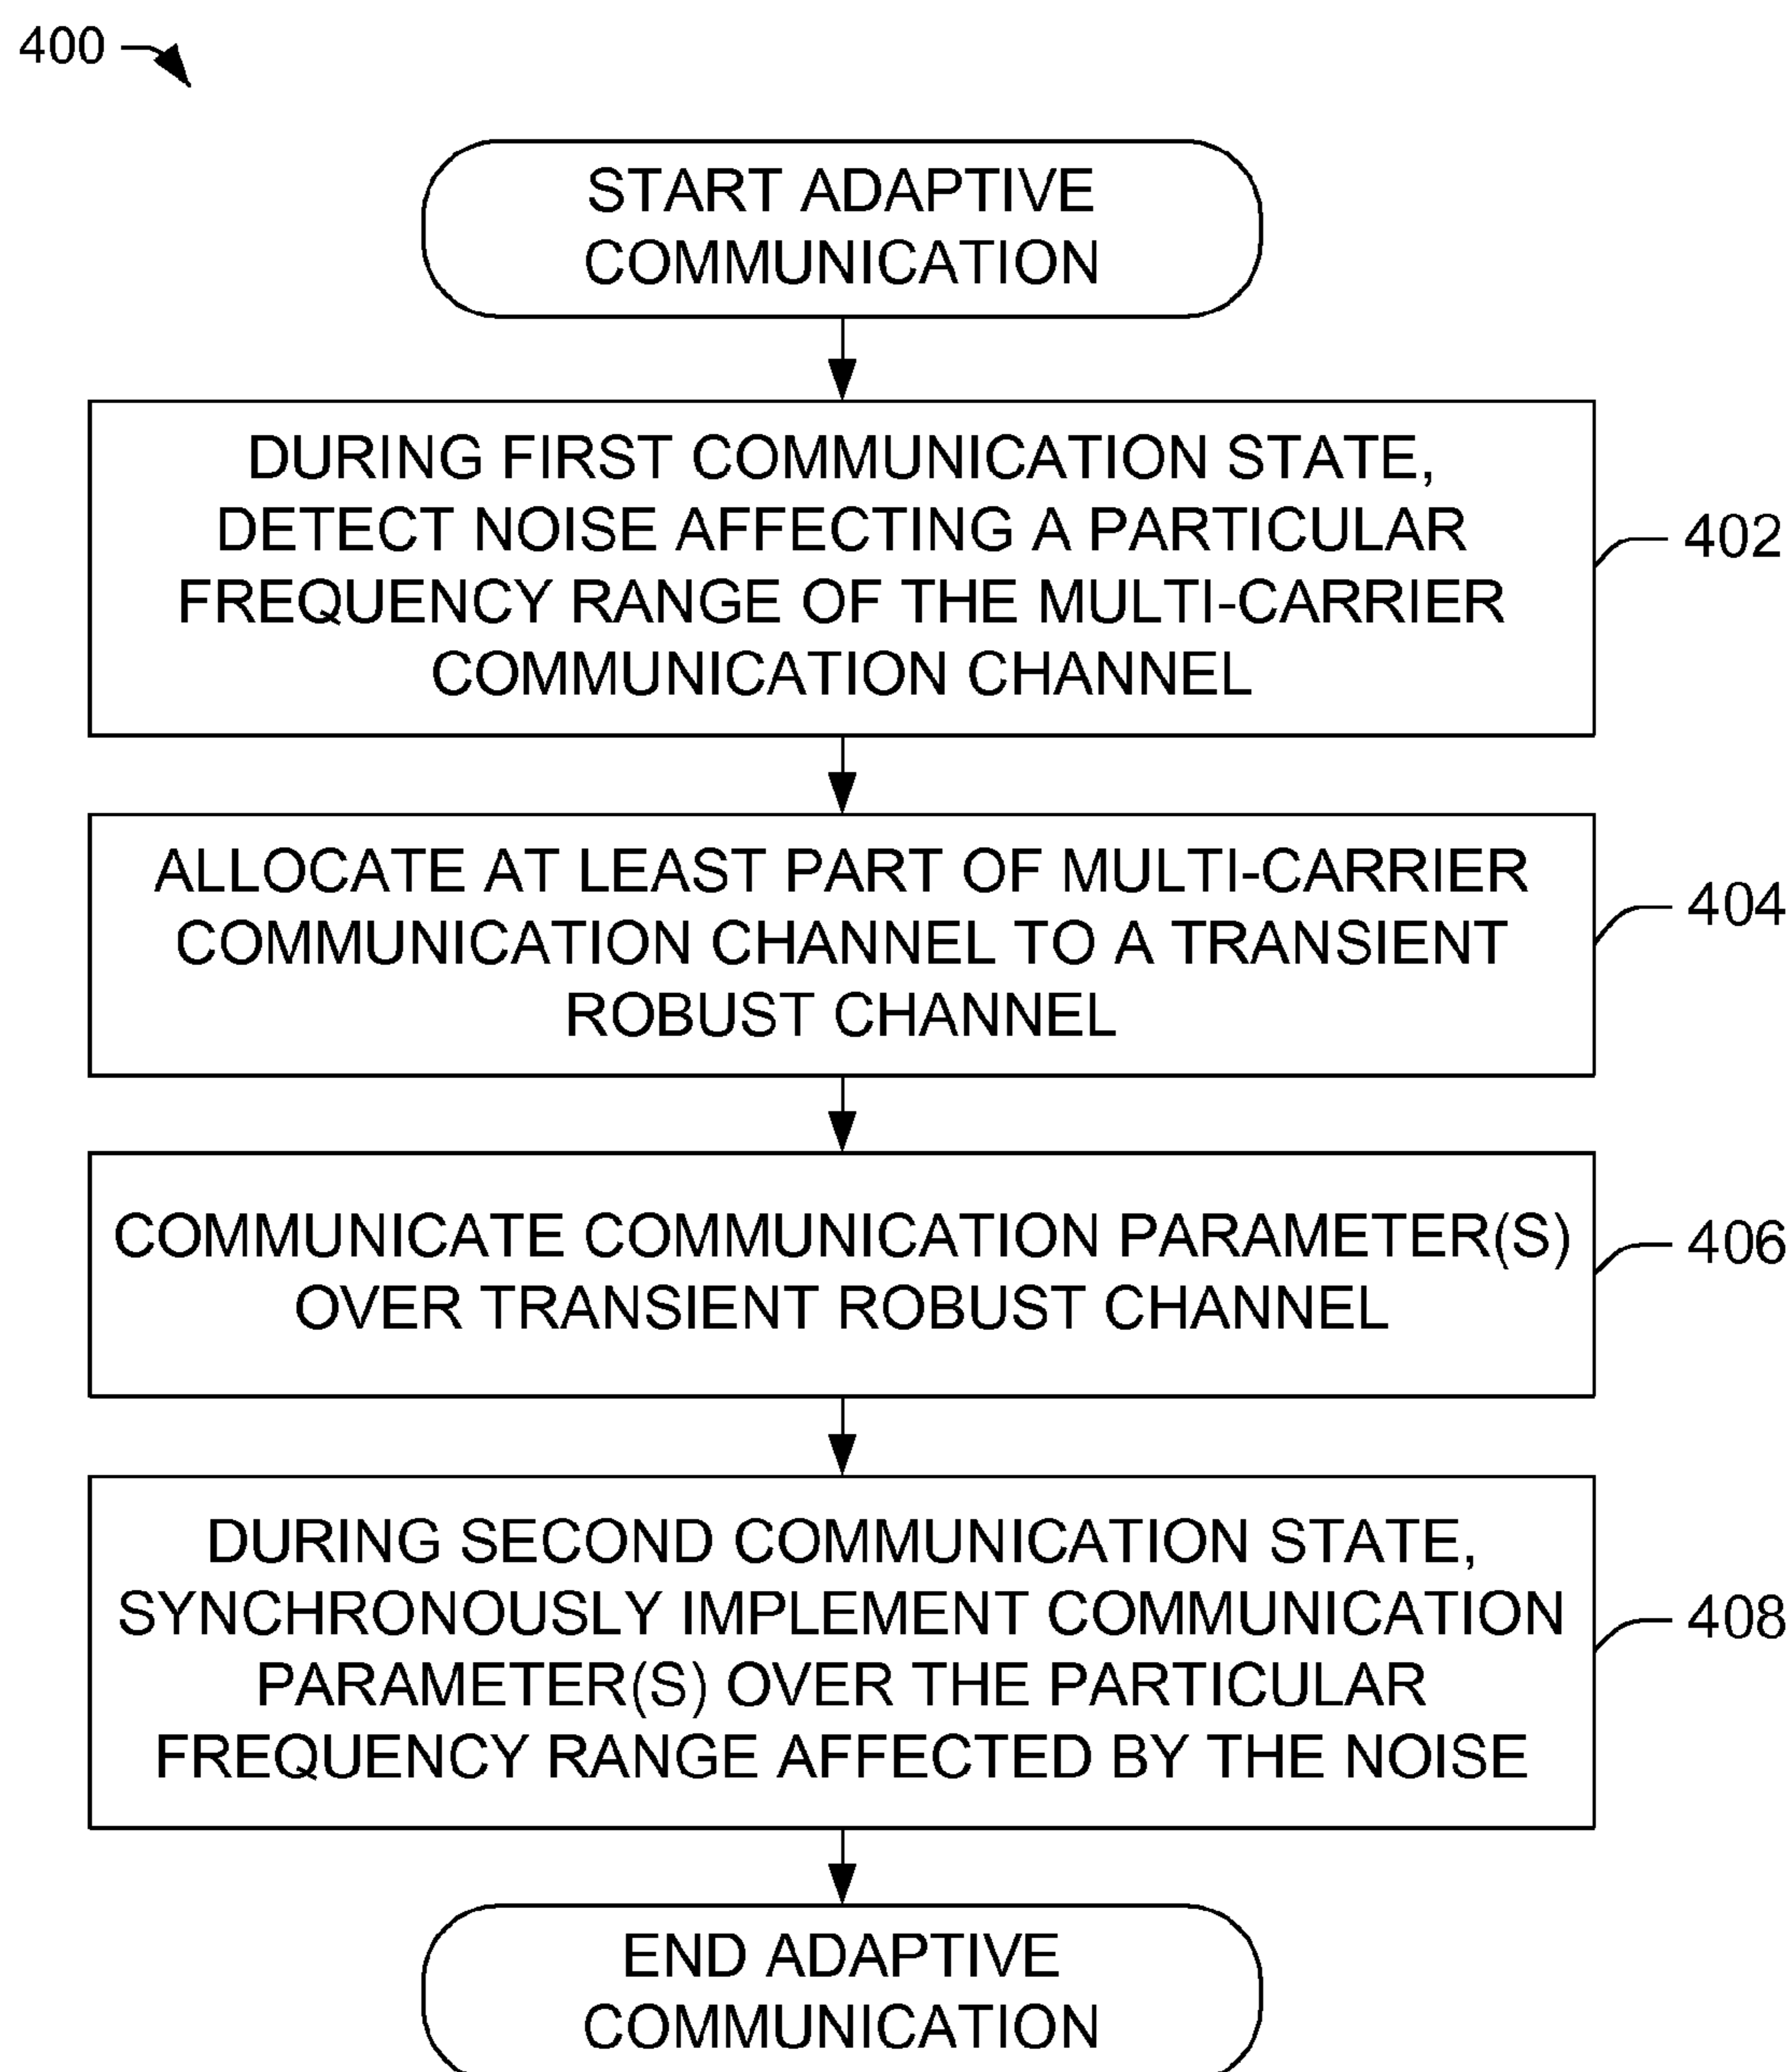 400
START ADAPTIVE
COMMUNICATION
DURING FIRST COMMUNICATION STATE,
DETECT NOISE AFFECTING A PARTICULAR
FREQUENCY RANGE OF THE MULTI-CARRIER
COMMUNICATION CHANNEL
402
ALLOCATE AT LEAST PART OF MULTI-CARRIER
COMMUNICATION CHANNEL TO A TRANSIENT
ROBUST CHANNEL
404
COMMUNICATE COMMUNICATION PARAMETER(S)
OVER TRANSIENT ROBUST CHANNEL
406
DURING SECOND COMMUNICATION STATE,
SYNCHRONOUSLY IMPLEMENT COMMUNICATION
PARAMETER(S) OVER THE PARTICULAR
FREQUENCY RANGE AFFECTED BY THE NOISE
408
END ADAPTIVE
COMMUNICATION